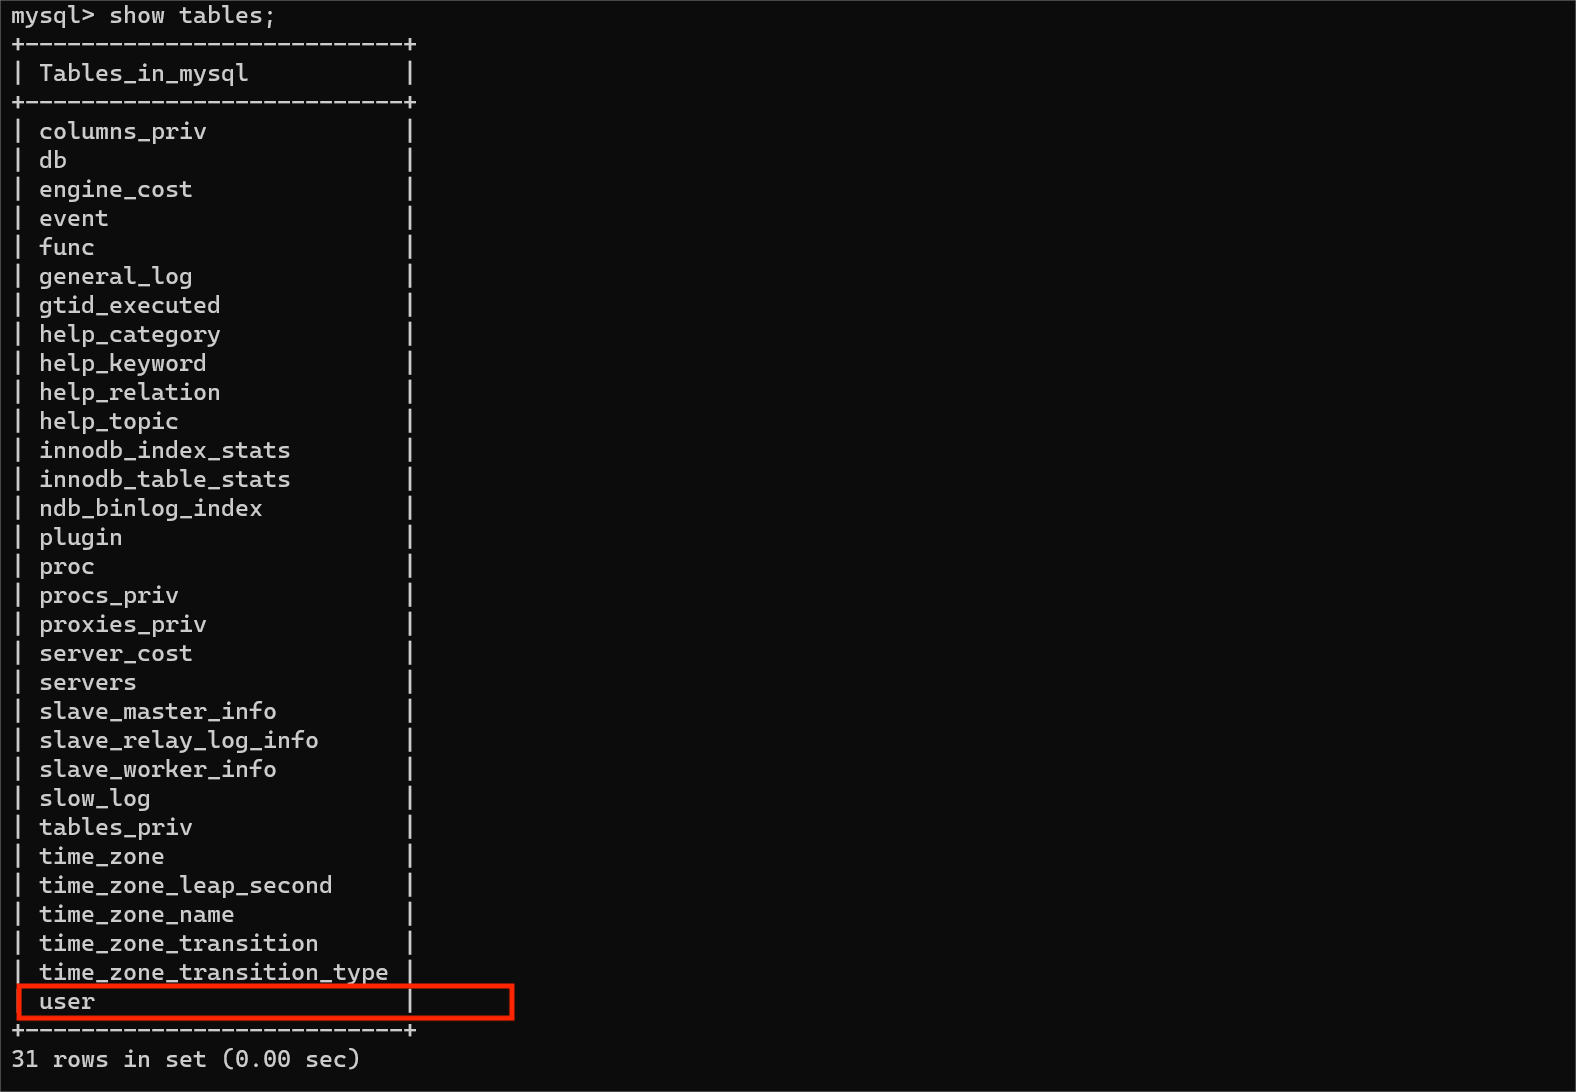 mysql> show tables;
+---------------------------+
| Tables_in_mysql           |
+---------------------------+
| columns_priv              |
| db                        |
| engine_cost               |
| event                     |
| func                      |
| general_log               |
| gtid_executed             |
| help_category             |
| help_keyword              |
| help_relation             |
| help_topic                |
| innodb_index_stats        |
| innodb_table_stats        |
| ndb_binlog_index          |
| plugin                    |
| proc                      |
| procs_priv                |
| proxies_priv              |
| server_cost               |
| servers                   |
| slave_master_info         |
| slave_relay_log_info      |
| slave_worker_info         |
| slow_log                  |
| tables_priv               |
| time_zone                 |
| time_zone_leap_second     |
| time_zone_name            |
| time_zone_transition      |
| time_zone_transition_type |
| user                      |
+---------------------------+
31 rows in set (0.00 sec)